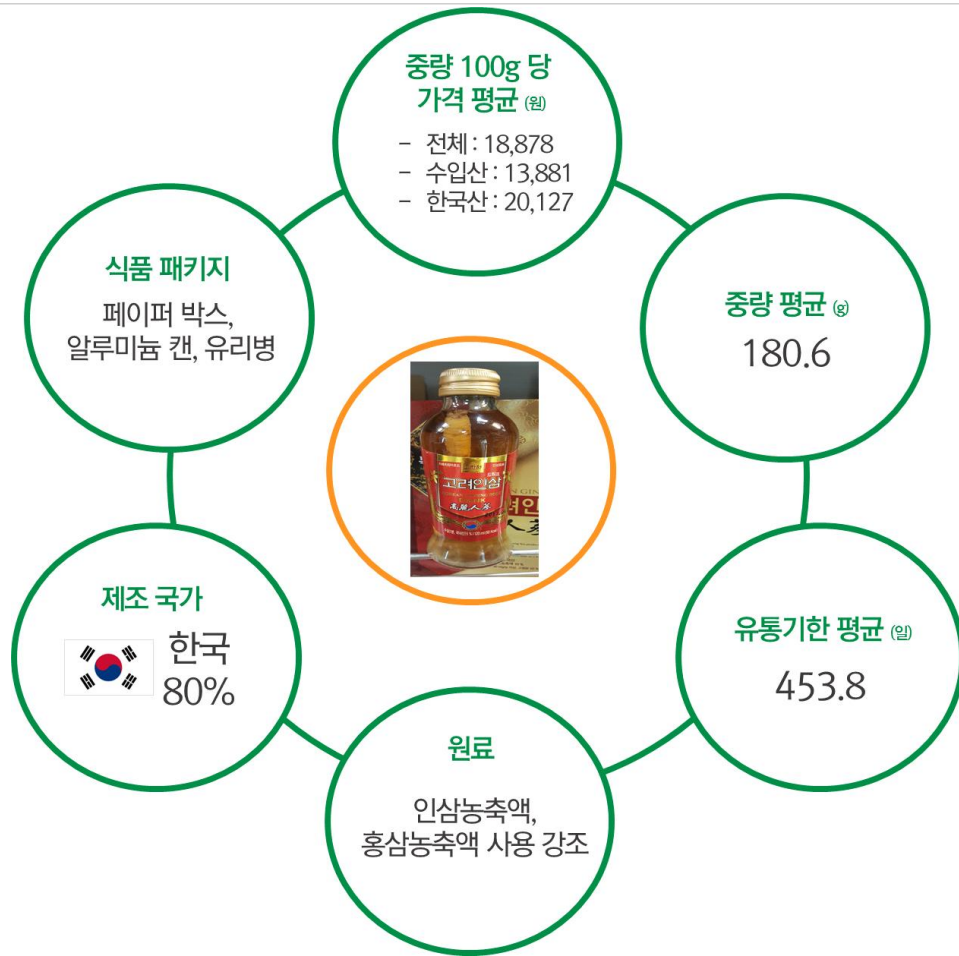 중량 100g 당
가격 평균 (원)
- 전체 : 18,878
- 수입산 : 13,881
- 한국산 : 20,127
중량 평균 (g)
180.6
유통기한 평균 (일)
453.8
원료
인삼농축액,
홍삼농축액 사용 강조
제조 국가
한국
80%
식품 패키지
페이퍼 박스,
알루미늄 캔, 유리병
고려인삼
高麗人蔘